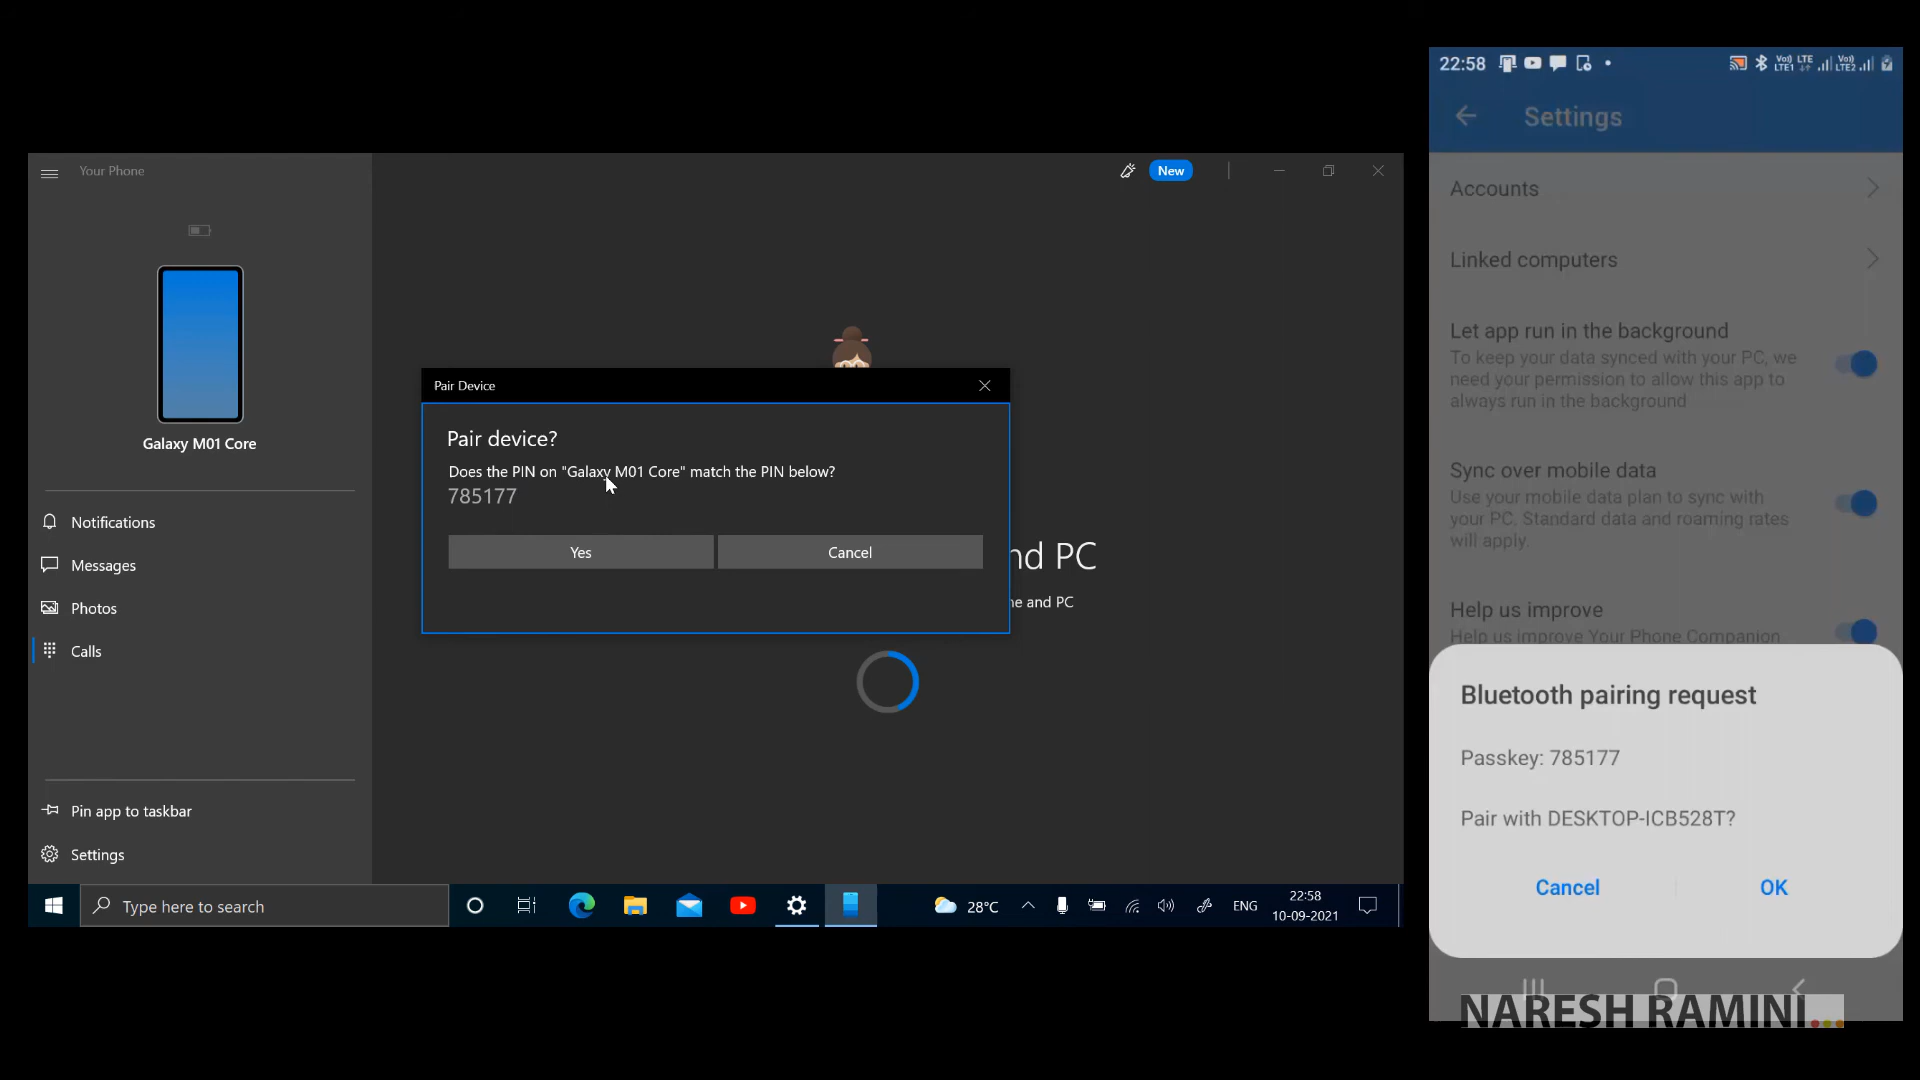 Your Phone
New
Galaxy M01 Core
Notifications
Messages
Photos
Calls
Pin app to taskbar
Settings
Pair Device
Pair device?
Does the PIN on "Galaxy M01 Core" match the PIN below?
785177
Yes
Cancel
nd PC
ne and PC
Type here to search
28°C
ENG
22:58
10-09-2021
22:58
Vo) LTE
LTE1
Vo)
LTE2
Settings
Accounts
Linked computers
Let app run in the background
To keep your data synced with your PC, we
need your permission to allow this app to
always run in the background
Sync over mobile data
Use your mobile data plan to sync with
your PC, Standard data and roaming rates
will apply.
Help us improve
Help us improve Your Phone Companion
Bluetooth pairing request
Passkey: 785177
Pair with DESKTOP-ICB528T?
Cancel
OK
NARESH RAMINI...